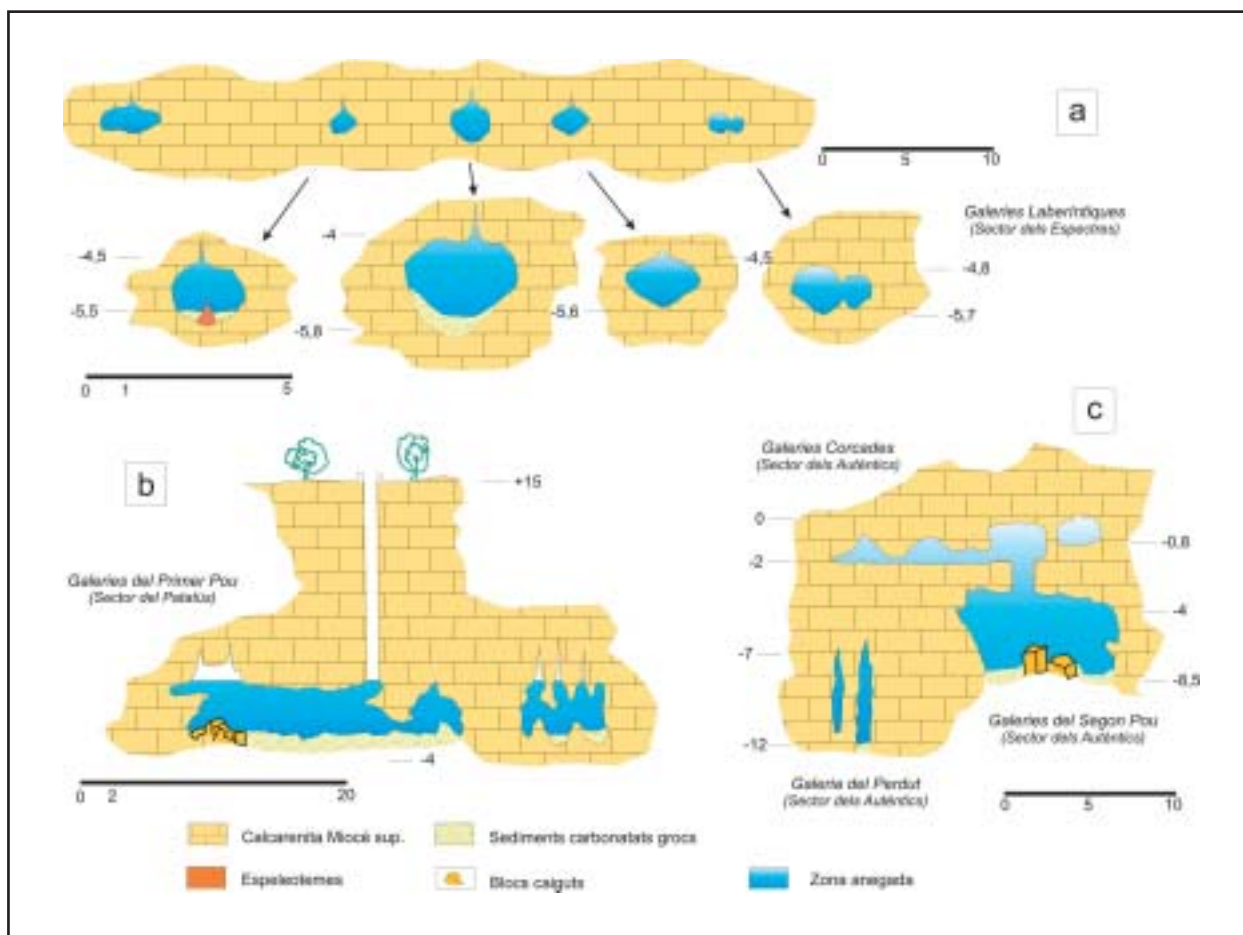 a
0 5 10
Galeries Laberíntiques
(Sector dels Espectres)
-4
-4,5
-4,5
-4,8
-5,5
-5,8
-5,6
-5,7
0 1 5
c
Galeries Corcades
(Sector dels Autèntics)
b
+15
0
-0,8
-2
Galeries del Primer Pou
(Sector del Patatús)
-4
-7
-8,5
Galeries del Segon Pou
(Sector dels Autèntics)
-12
-4
Galeria del Perdut
(Sector dels Autèntics)
0 2 20
0 5 10
Calcarenita Miocè sup.
Sediments carbonatats grocs
Espeleotemes
Blocs caiguts
Zona anegada